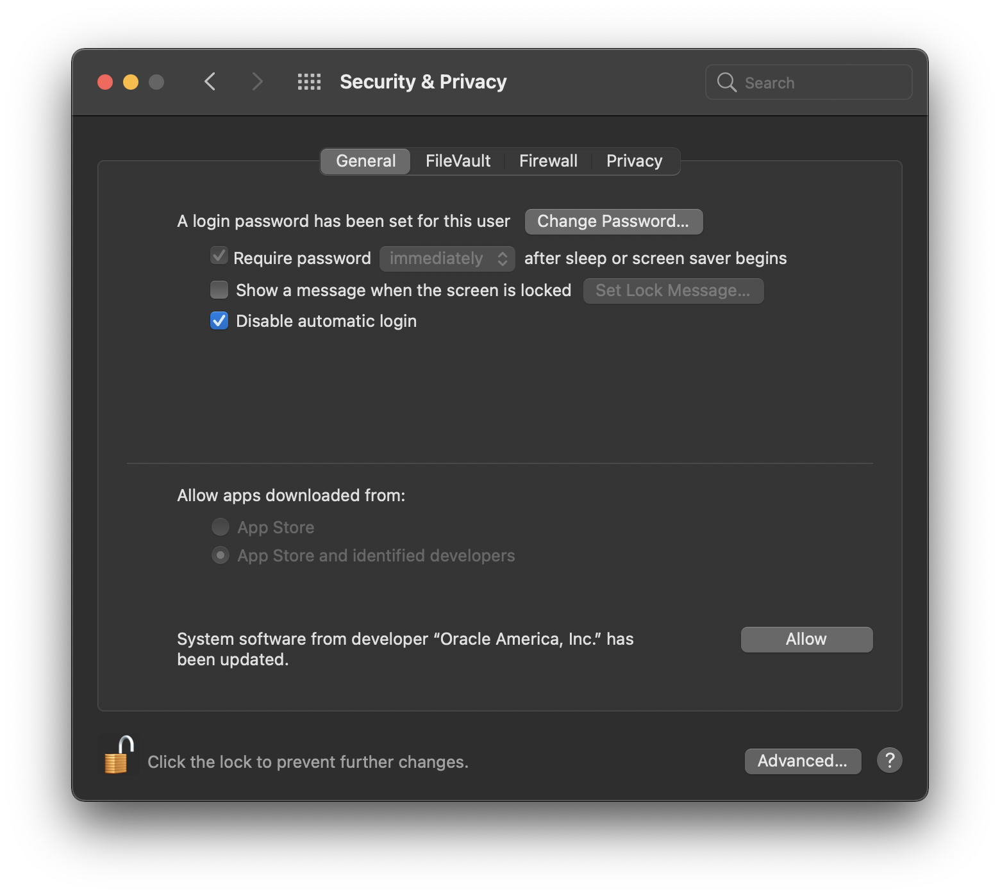 Security & Privacy
Search
General FileVault Firewall Privacy
A login password has been set for this user Change Password...
Require password immediately after sleep or screen saver begins
Show a message when the screen is locked Set Lock Message...
Disable automatic login
Allow apps downloaded from:
App Store
App Store and identified developers
System software from developer “Oracle America, Inc.” has
been updated.
Allow
Click the lock to prevent further changes.
Advanced... ?